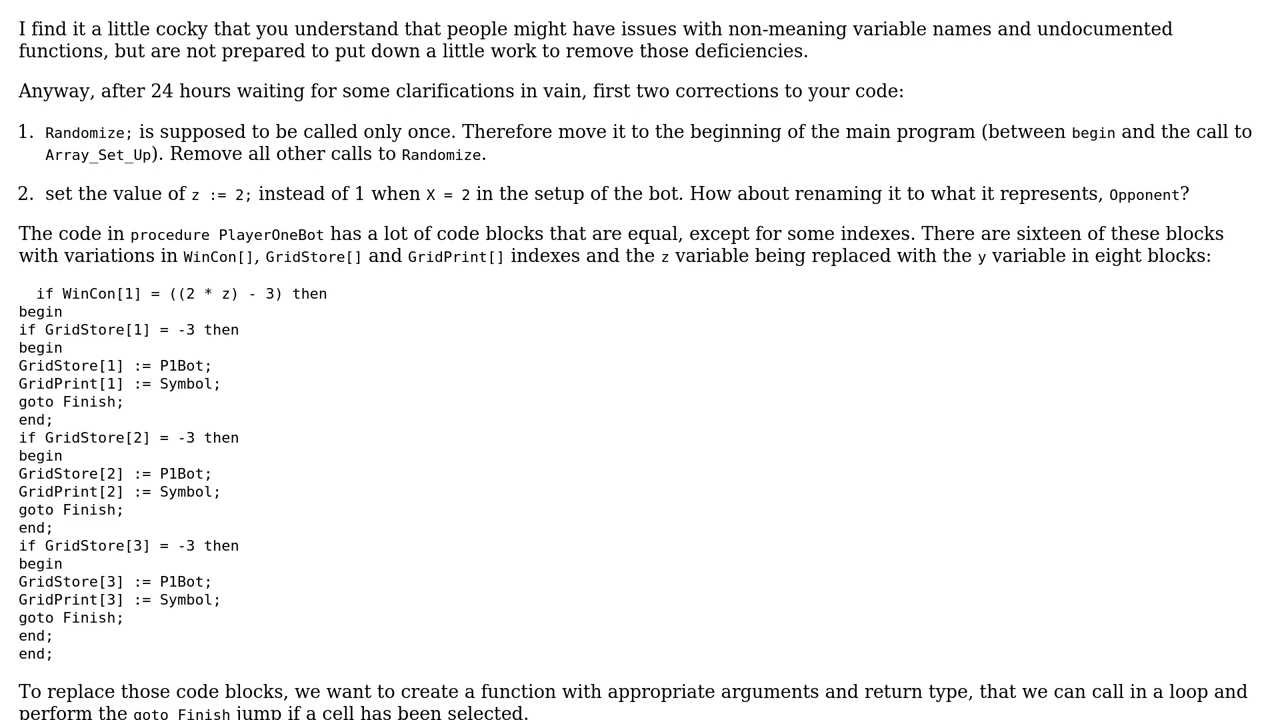 I find it a little cocky that you understand that people might have issues with non-meaning variable names and undocumented
functions, but are not prepared to put down a little work to remove those deficiencies.
Anyway, after 24 hours waiting for some clarifications in vain, first two corrections to your code:
1. Randomize; is supposed to be called only once. Therefore move it to the beginning of the main program (between begin and the call to
Array_Set_Up). Remove all other calls to Randomize.
2. set the value of z := 2; instead of 1 when X = 2 in the setup of the bot. How about renaming it to what it represents, Opponent?
The code in procedure PlayerOneBot has a lot of code blocks that are equal, except for some indexes. There are sixteen of these blocks
with variations in WinCon[], GridStore[] and GridPrint[] indexes and the z variable being replaced with the y variable in eight blocks:
if WinCon[1] = ((2 * z) - 3) then
begin
if GridStore[1] = -3 then
begin
GridStore[1] := P1Bot;
GridPrint[1] := Symbol;
goto Finish;
end;
if GridStore[2] = -3 then
begin
GridStore[2] := P1Bot;
GridPrint[2] := Symbol;
goto Finish;
end;
if GridStore[3] = -3 then
begin
GridStore[3] := P1Bot;
GridPrint[3] := Symbol;
goto Finish;
end;
end;
To replace those code blocks, we want to create a function with appropriate arguments and return type, that we can call in a loop and
perform the goto Finish jump if a cell has been selected.